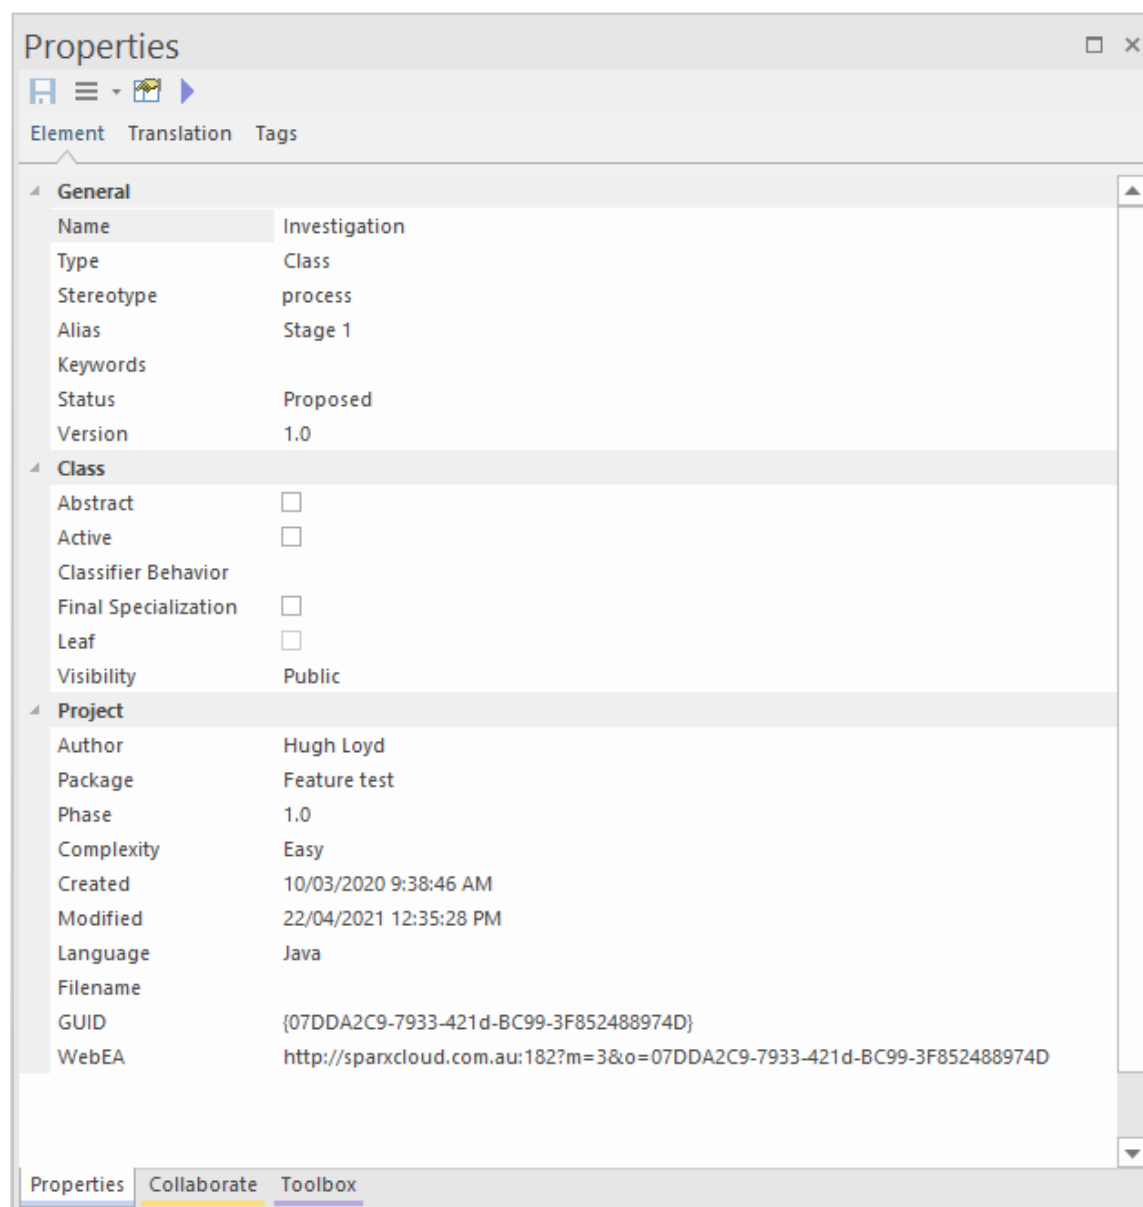 Properties
Element Translation Tags
General
Name Investigation
Type Class
Stereotype process
Alias Stage 1
Keywords
Status Proposed
Version 1.0
Class
Abstract
Active
Classifier Behavior
Final Specialization
Leaf
Visibility Public
Project
Author Hugh Loyd
Package Feature test
Phase 1.0
Complexity Easy
Created 10/03/2020 9:38:46 AM
Modified 22/04/2021 12:35:28 PM
Language Java
Filename
GUID {07DDA2C9-7933-421d-BC99-3F852488974D}
WebEA http://sparxcloud.com.au:182?m=3&o=07DDA2C9-7933-421d-BC99-3F852488974D
Properties Collaborate Toolbox